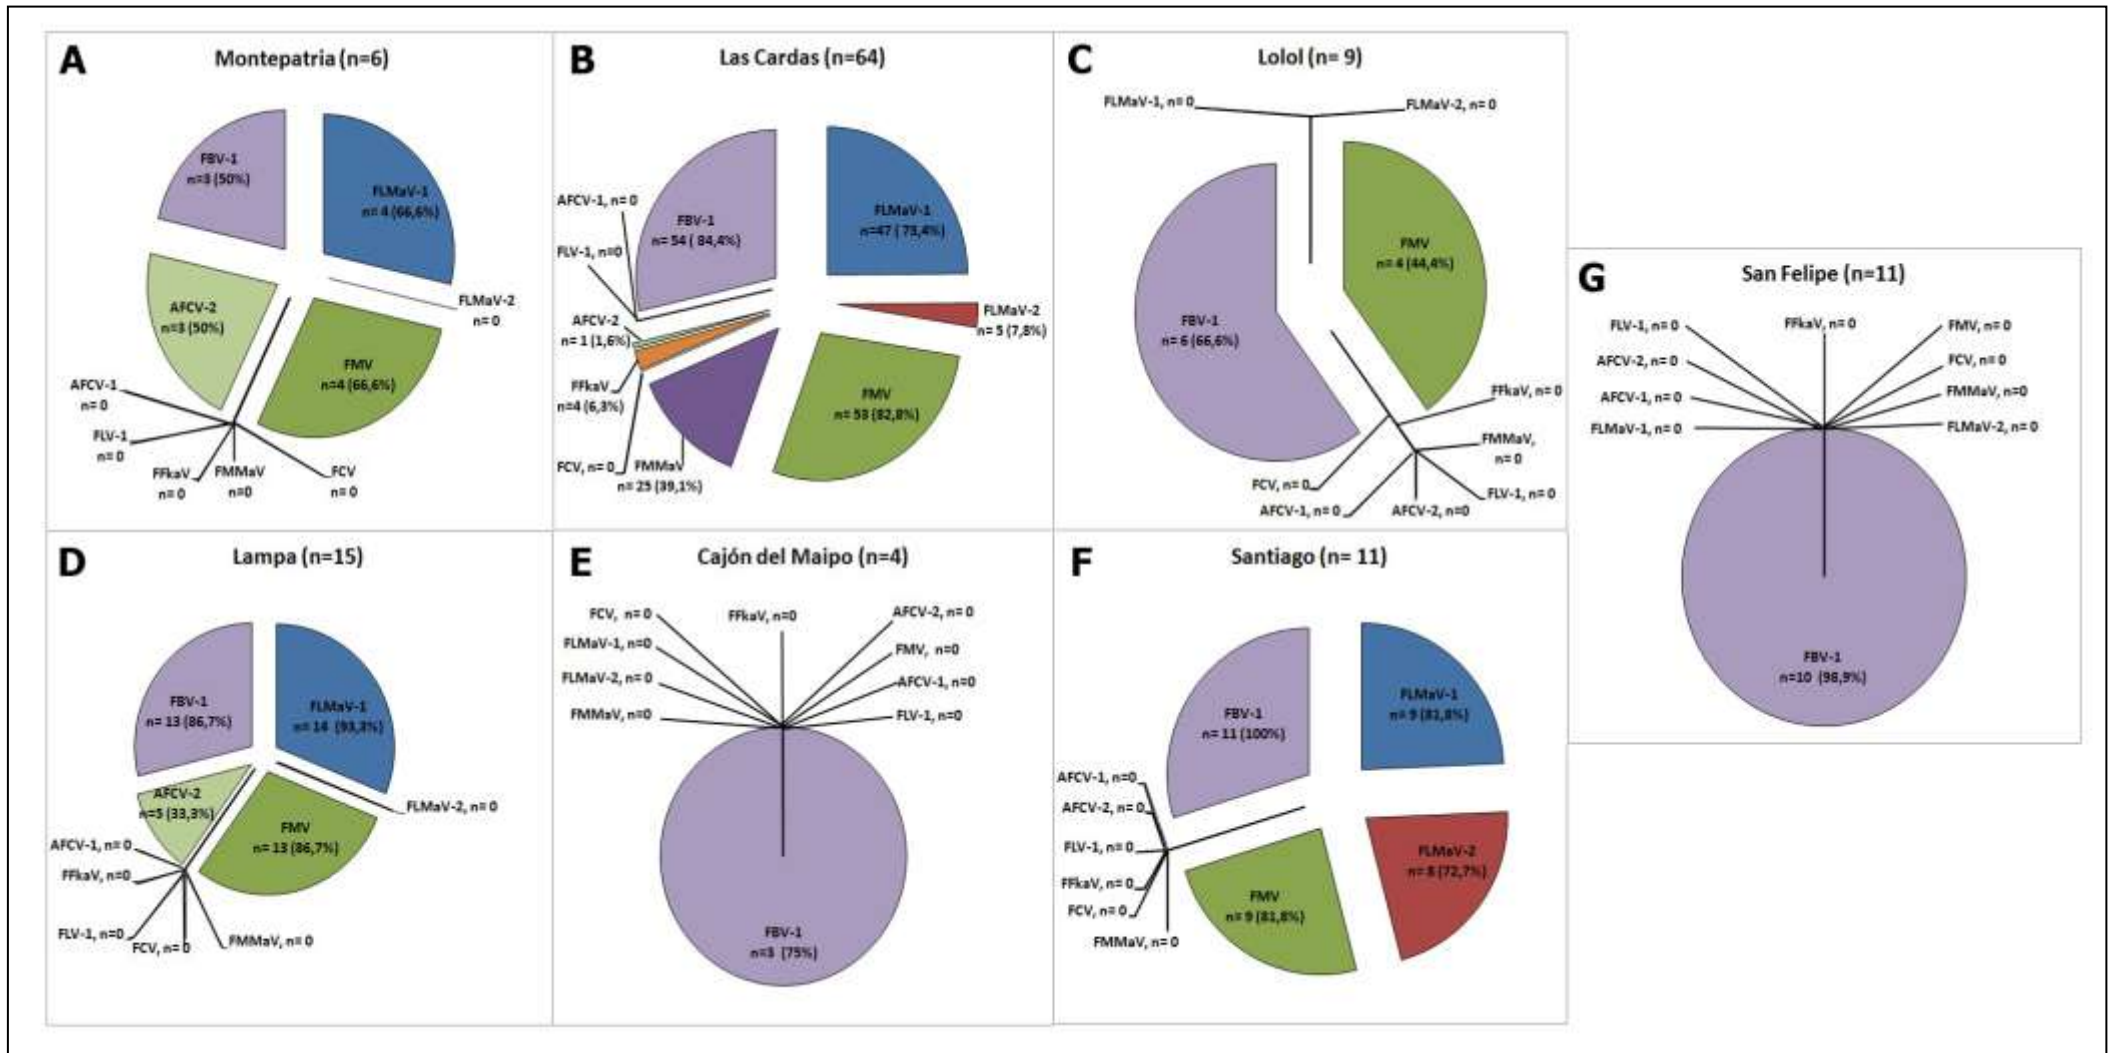 A
Montepatria (n=6)
FBV-1
n=3 (50%)
FLMaV-1
n= 4 (66,6%)
FLMaV-2
n= 0
AFCV-2
n=3 (50%)
FMV
n=4 (66,6%)
AFCV-1
n= 0
FLV-1
n= 0
FFkaV
n= 0
FMMaV
n=0
FCV
n= 0
B
Las Cardas (n=64)
AFCV-1, n= 0
FBV-1
n= 54 ( 84,4%)
FLMaV-1
n=47 ( 73,4%)
FLV-1, n=0
FLMaV-2
n= 5 (7,8%)
AFCV-2
n= 1 (1,6%)
FFkaV
n=4 (6,3%)
FMV
n= 53 (82,8%)
FCV, n= 0
FMMaV
n= 25 (39,1%)
C
Lolol (n= 9)
FLMaV-1, n= 0
FLMaV-2, n= 0
FMV
n= 4 (44,4%)
FBV-1
n= 6 (66,6%)
FFkaV, n= 0
FMMaV,
n= 0
FCV, n= 0
FLV-1, n= 0
AFCV-1, n= 0
AFCV-2, n=0
D
Lampa (n=15)
FBV-1
n= 13 (86,7%)
FLMaV-1
n= 14 (93,3%)
AFCV-2
n=5 (33,3%)
FLMaV-2, n= 0
FMV
n= 13 (86,7%)
AFCV-1, n= 0
FFkaV, n=0
FLV-1, n=0
FCV, n= 0
FMMaV, n= 0
E
Cajón del Maipo (n=4)
FCV, n= 0
FFkaV, n=0
AFCV-2, n= 0
FLMaV-1, n=0
FMV, n=0
FLMaV-2, n= 0
AFCV-1, n=0
FMMaV, n=0
FLV-1, n=0
FBV-1
n=3 (75%)
F
Santiago (n= 11)
FBV-1
n= 11 (100%)
FLMaV-1
n= 9 (81,8%)
AFCV-1, n=0
AFCV-2, n= 0
FLV-1, n= 0
FFkaV, n= 0
FCV, n= 0
FMMaV, n= 0
FLMaV-2
n= 8 (72,7%)
FMV
n= 9 (81,8%)
G
San Felipe (n=11)
FLV-1, n= 0
FFkaV, n= 0
FMV, n= 0
AFCV-2, n= 0
FCV, n= 0
AFCV-1, n= 0
FMMaV, n=0
FLMaV-1, n= 0
FLMaV-2, n= 0
FBV-1
n=10 (98,9%)